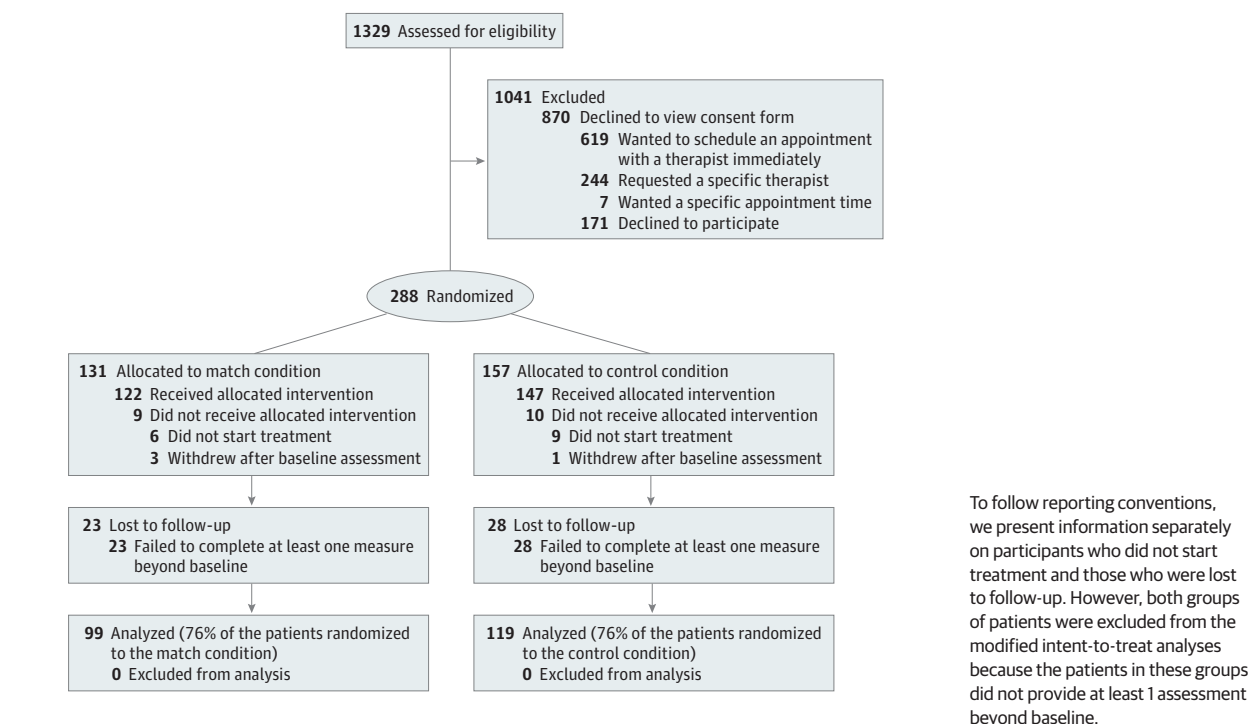 1329 Assessed for eligibility
1041 Excluded
870 Declined to view consent form
619 Wanted to schedule an appointment
with a therapist immediately
244 Requested a specific therapist
7 Wanted a specific appointment time
171 Declined to participate
288 Randomized
131 Allocated to match condition
122 Received allocated intervention
9 Did not receive allocated intervention
6 Did not start treatment
3 Withdrew after baseline assessment
157 Allocated to control condition
147 Received allocated intervention
10 Did not receive allocated intervention
9 Did not start treatment
1 Withdrew after baseline assessment
23 Lost to follow-up
23 Failed to complete at least one measure
beyond baseline
28 Lost to follow-up
28 Failed to complete at least one measure
beyond baseline
99 Analyzed (76% of the patients randomized
to the match condition)
0 Excluded from analysis
119 Analyzed (76% of the patients randomized
to the control condition)
0 Excluded from analysis
To follow reporting conventions,
we present information separately
on participants who did not start
treatment and those who were lost
to follow-up. However, both groups
of patients were excluded from the
modified intent-to-treat analyses
because the patients in these groups
did not provide at least 1 assessment
beyond baseline.